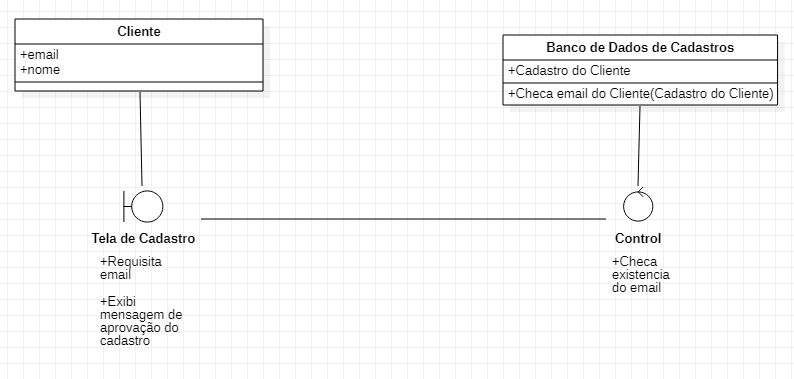 Cliente
+email
+nome
Banco de Dados de Cadastros
+Cadastro do Cliente
+Checa email do Cliente(Cadastro do Cliente)
Tela de Cadastro
+Requisita
email
+Exibi
mensagem de
aprovação do
cadastro
Control
+Checa
existencia
do email